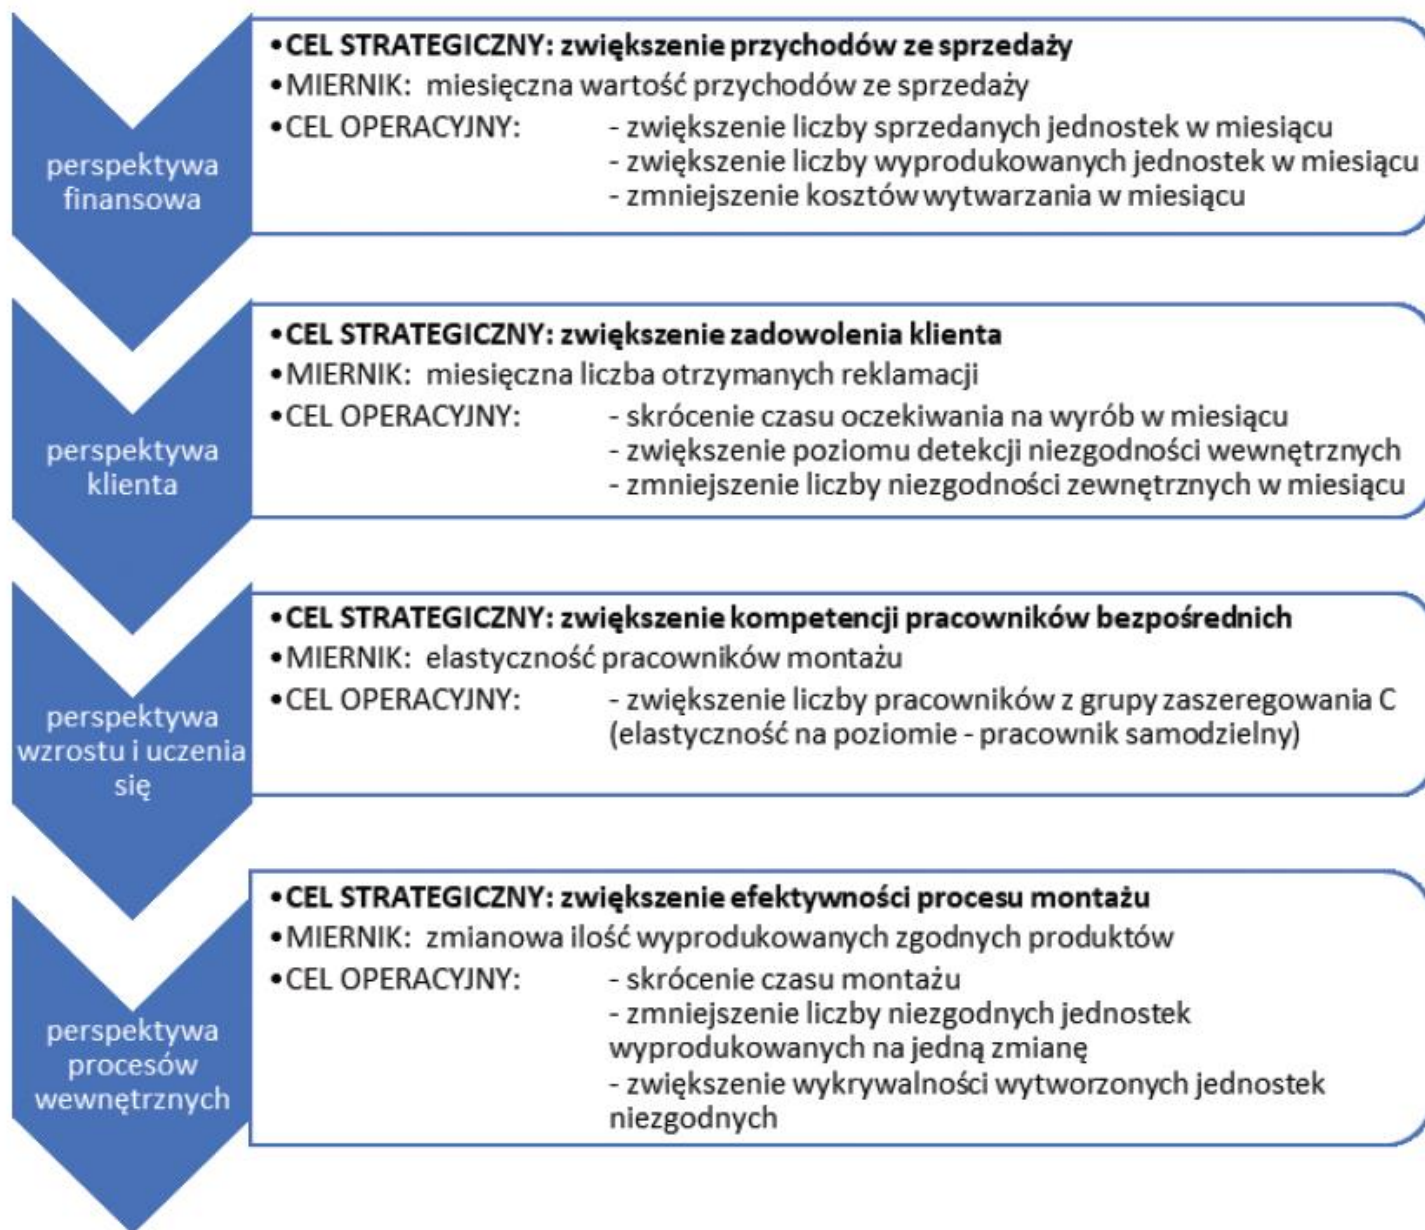 •CEL STRATEGICZNY: zwiększenie przychodów ze sprzedaży
•MIERNIK: miesięczna wartość przychodów ze sprzedaży
•CEL OPERACYJNY: - zwiększenie liczby sprzedanych jednostek w miesiącu
- zwiększenie liczby wyprodukowanych jednostek w miesiącu
- zmniejszenie kosztów wytwarzania w miesiącu
perspektywa
finansowa
•CEL STRATEGICZNY: zwiększenie zadowolenia klienta
•MIERNIK: miesięczna liczba otrzymanych reklamacji
•CEL OPERACYJNY: - skrócenie czasu oczekiwania na wyrób w miesiącu
- zwiększenie poziomu detekcji niezgodności wewnętrznych
- zmniejszenie liczby niezgodności zewnętrznych w miesiącu
perspektywa
klienta
•CEL STRATEGICZNY: zwiększenie kompetencji pracowników bezpośrednich
•MIERNIK: elastyczność pracowników montażu
•CEL OPERACYJNY: - zwiększenie liczby pracowników z grupy zaszeregowania C
(elastyczność na poziomie - pracownik samodzielny)
perspektywa
wzrostu i uczenia
się
•CEL STRATEGICZNY: zwiększenie efektywności procesu montażu
•MIERNIK: zmianowa ilość wyprodukowanych zgodnych produktów
•CEL OPERACYJNY: - skrócenie czasu montażu
- zmniejszenie liczby niezgodnych jednostek
wyprodukowanych na jedną zmianę
- zwiększenie wykrywalności wytworzonych jednostek
niezgodnych
perspektywa
procesów
wewnętrznych